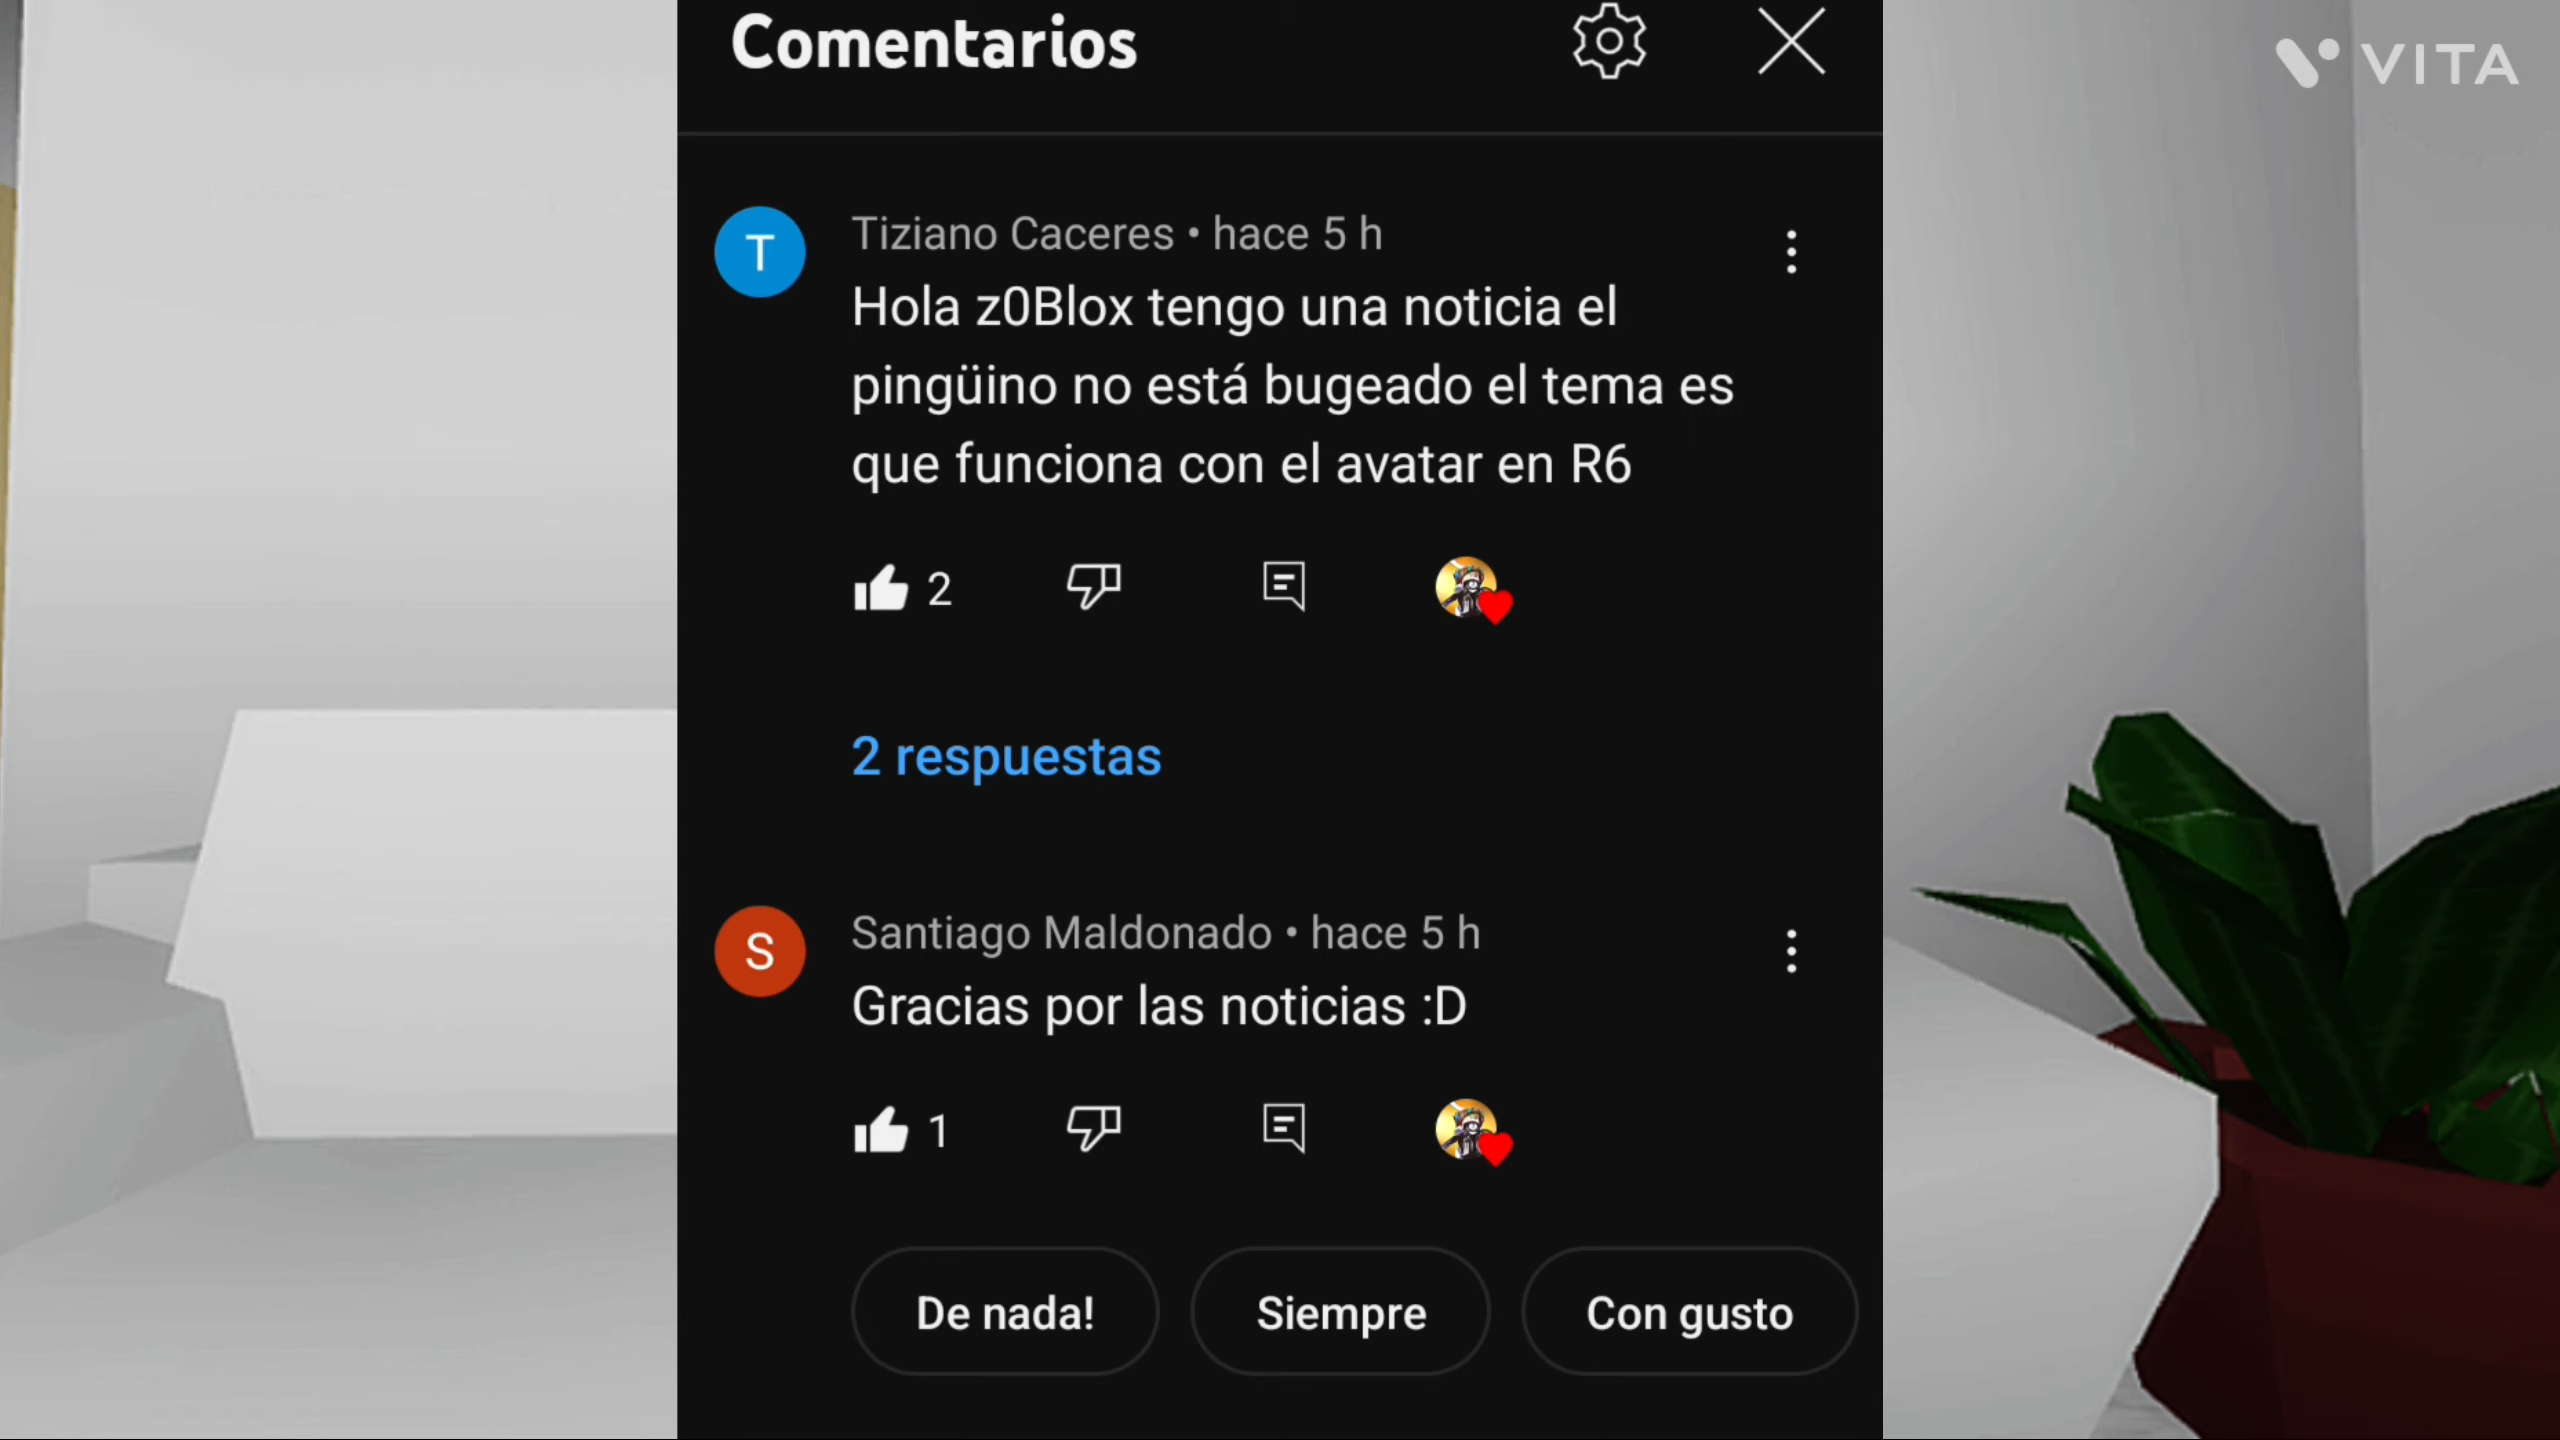 Comentarios
VITA
T
Tiziano Caceres • hace 5 h
Hola z0Blox tengo una noticia el
pingüino no está bugeado el tema es
que funciona con el avatar en R6
2
2 respuestas
S
Santiago Maldonado • hace 5 h
Gracias por las noticias :D
1
De nada!
Siempre
Con gusto